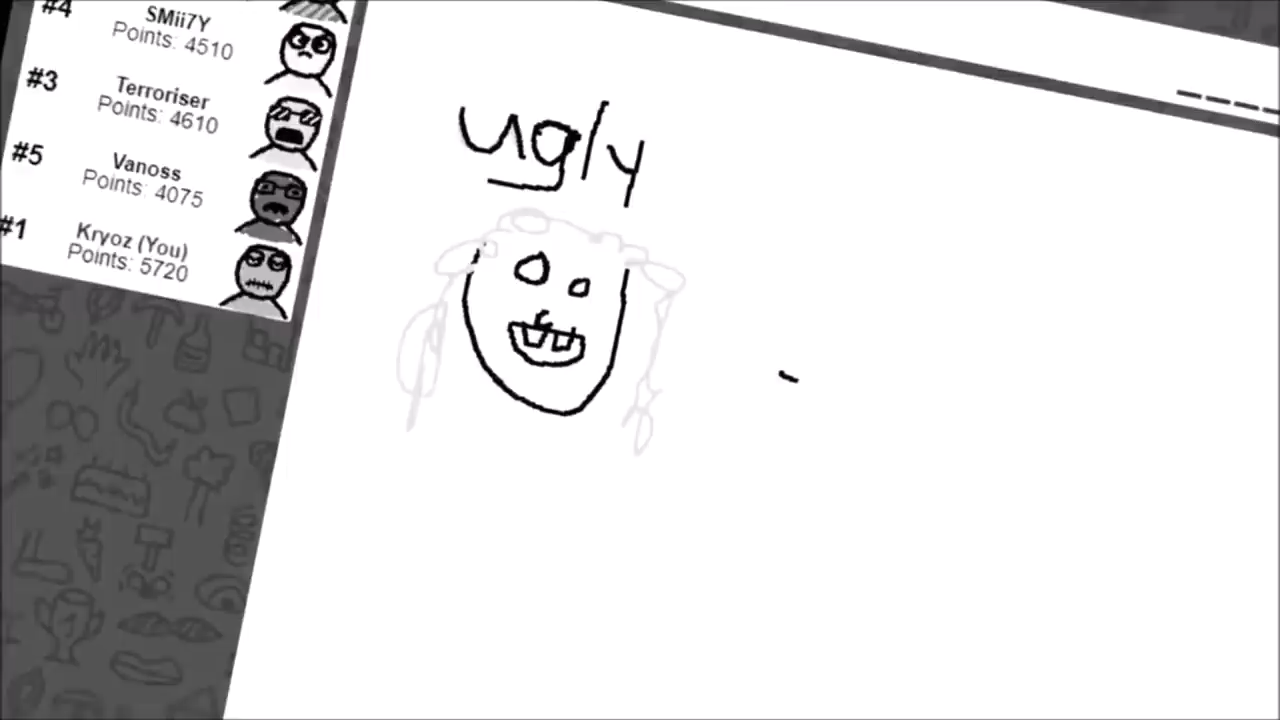 #4 SMii7Y
Points: 4510
#3 Terroriser
Points: 4610
#5 Vanoss
Points: 4075
#1 Kryoz (You)
Points: 5720
ugly